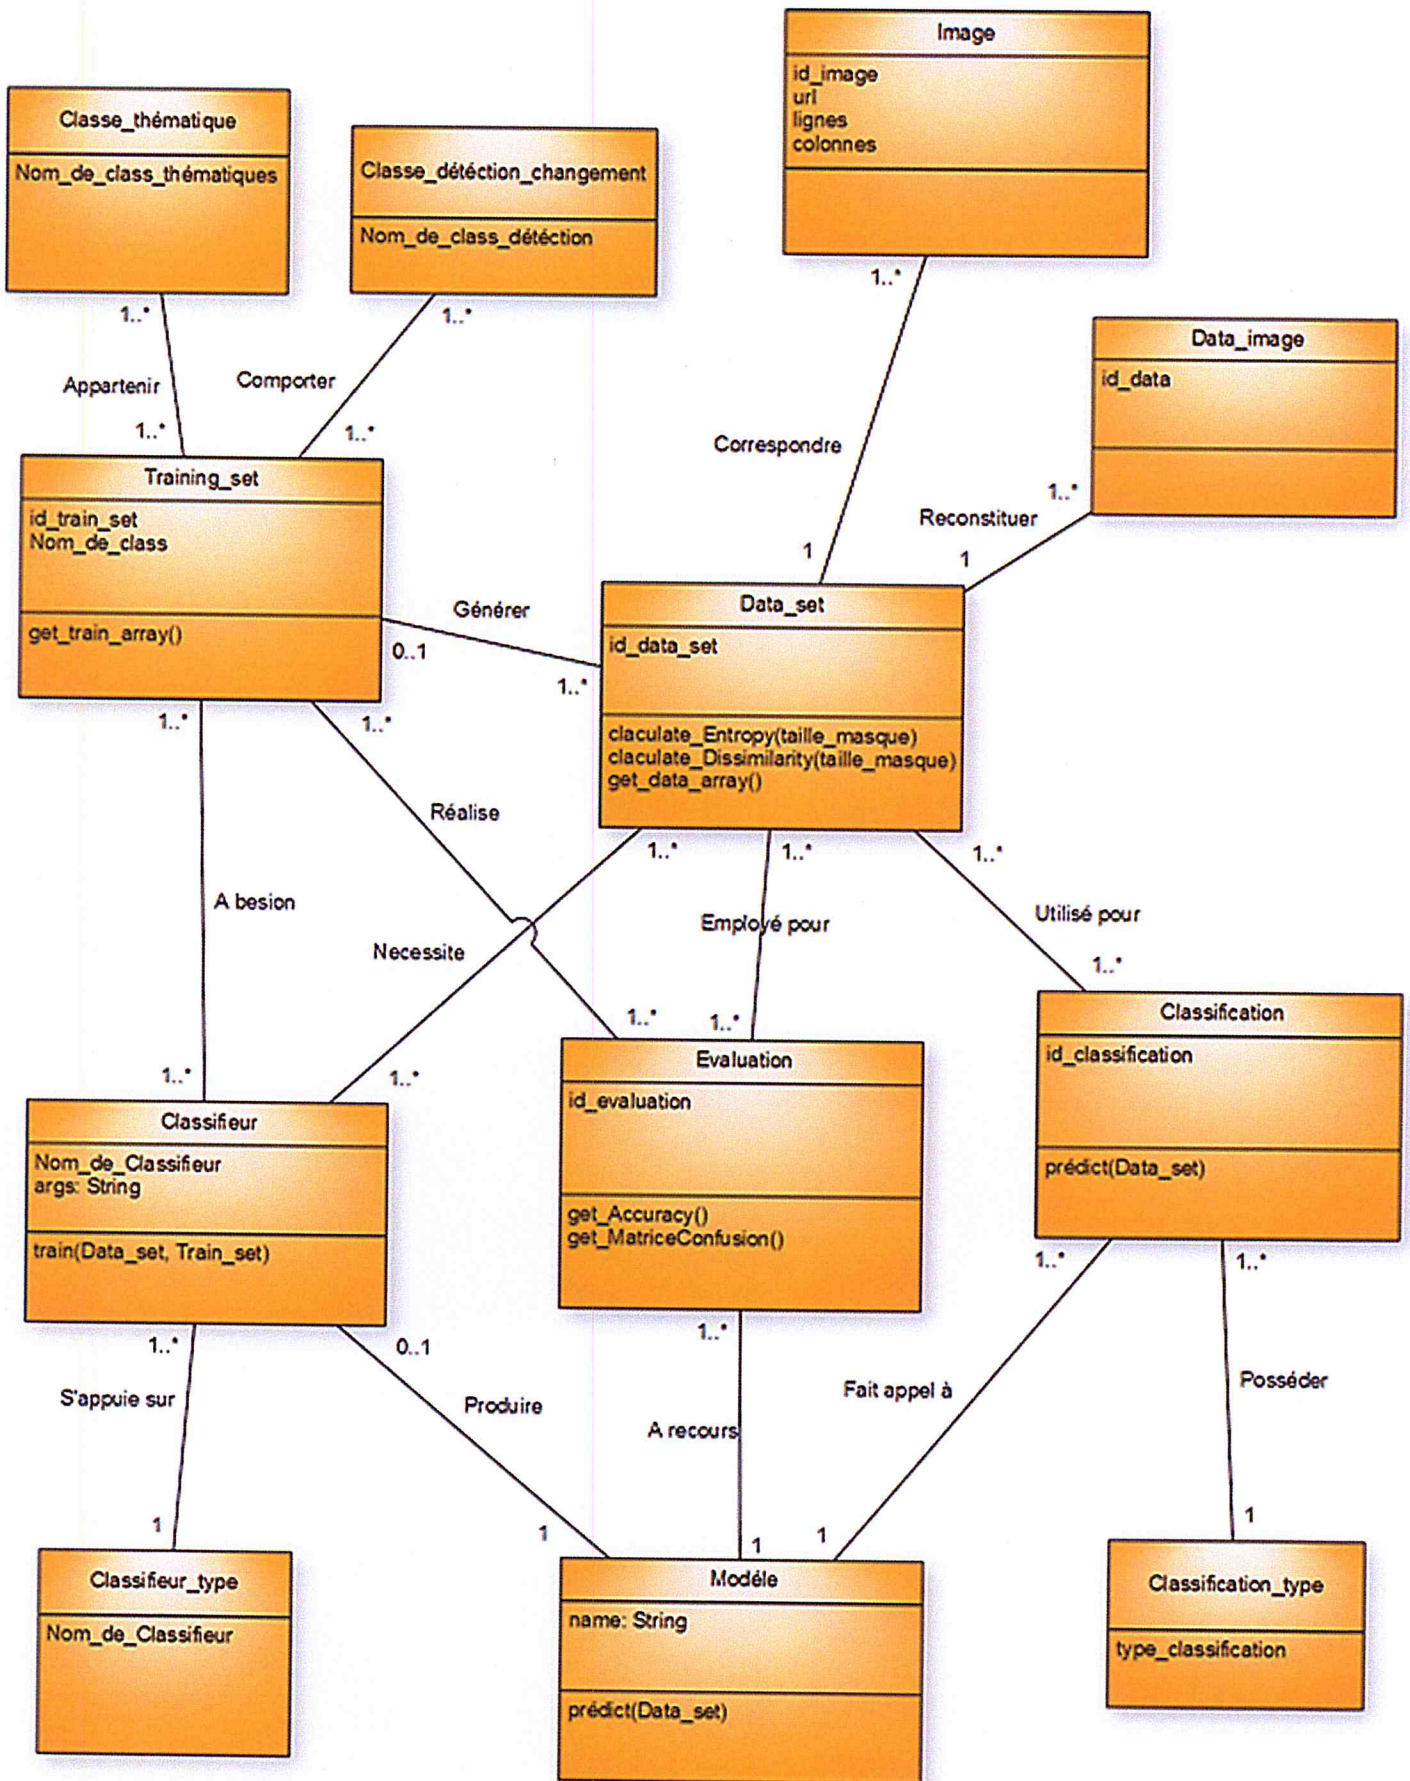 Image
id_image
url
lignes
colonnes
Classe_thématique
Nom_de_class_thématiques
Classe_détéction_changement
Nom_de_class_détéction
1..*
1..*
1..*
Data_image
id_data
Appartenir
Comporter
1..*
1..*
Correspondre
1..*
Reconstituer
1
1
Training_set
id_train_set
Nom_de_class
get_train_array()
Générer
0..1
1..*
Data_set
id_data_set
claculate_Entropy(taille_masque)
claculate_Dissimilarity(taille_masque)
get_data_array()
1..*
1..*
Réalise
1..*
1..*
1..*
A besion
Necessite
Employé pour
Utilisé pour
1..*
1..*
1..*
1..*
1..*
Classification
id_classification
prédict(Data_set)
Evaluation
id_evaluation
get_Accuracy()
get_MatriceConfusion()
Classifieur
Nom_de_Classifieur
args: String
train(Data_set, Train_set)
1..*
0..1
1..*
1..*
1..*
S'appuie sur
Produire
A recours
Fait appel à
Posséder
1
1
1
1
1
Classifieur_type
Nom_de_Classifieur
Modéle
name: String
prédict(Data_set)
Classification_type
type_classification